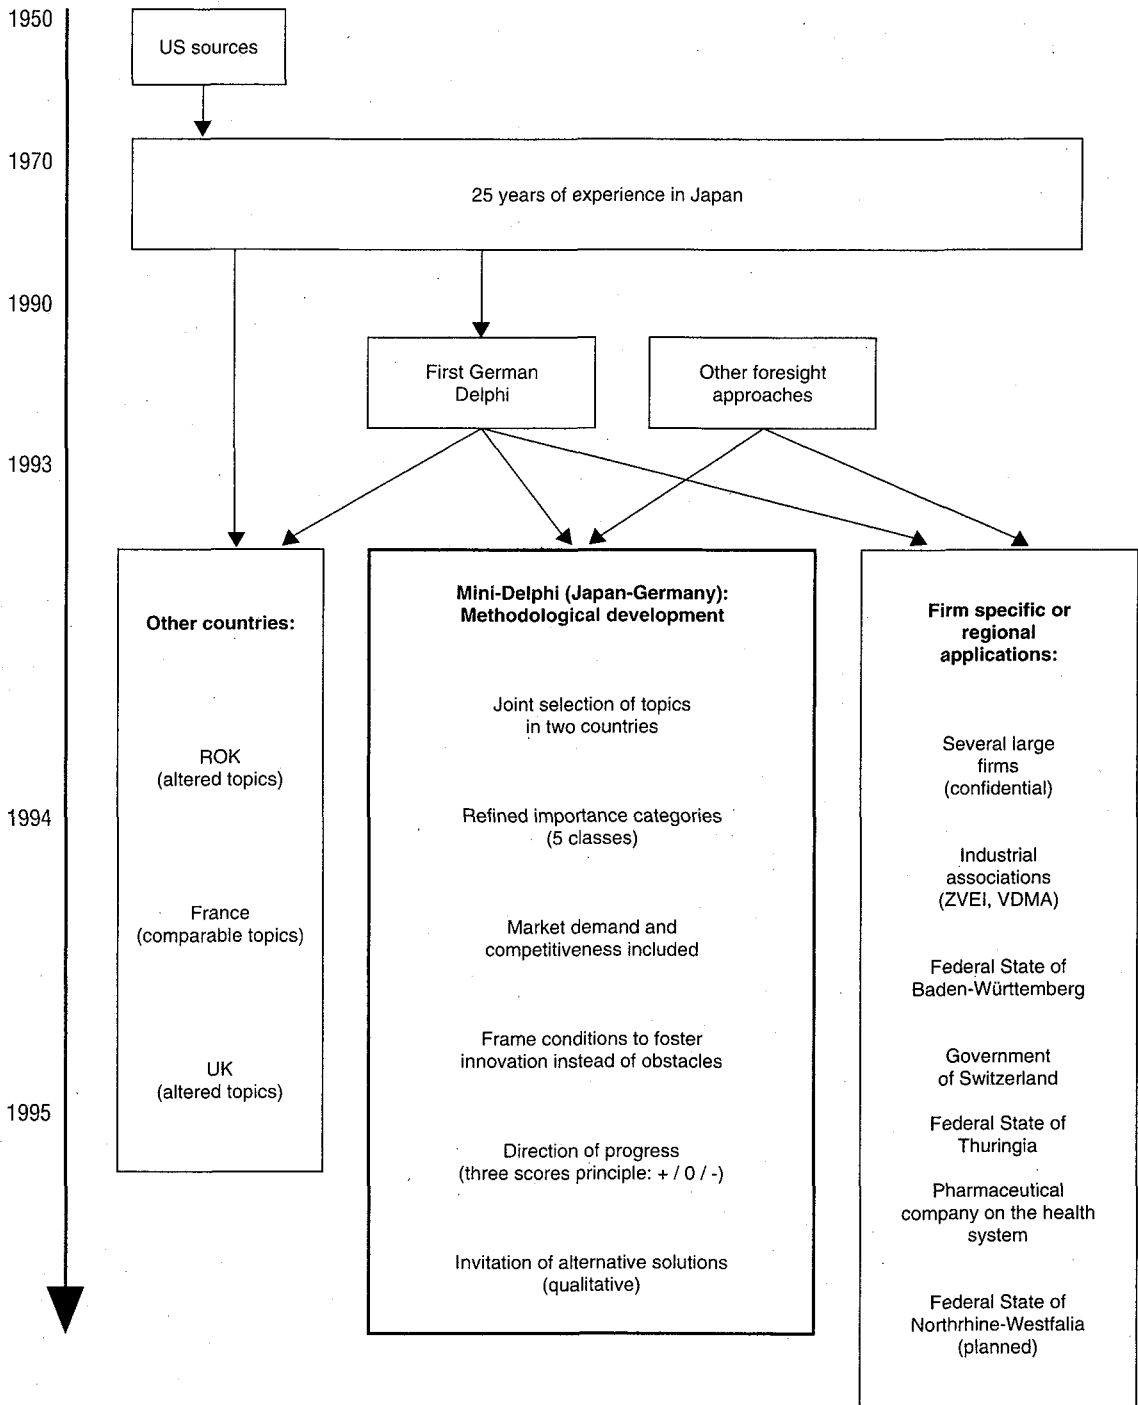 1950
US sources
1970
25 years of experience in Japan
1990
First German
Delphi
Other foresight
approaches
1993
Other countries:
ROK
(altered topics)
France
(comparable topics)
UK
(altered topics)
Mini-Delphi (Japan-Germany):
Methodological development
Joint selection of topics
in two countries
Refined importance categories
(5 classes)
Market demand and
competitiveness included
Frame conditions to foster
innovation instead of obstacles
Direction of progress
(three scores principle: + / 0 / -)
Invitation of alternative solutions
(qualitative)
Firm specific or
regional
applications:
Several large
firms
(confidential)
Industrial
associations
(ZVEI, VDMA)
Federal State of
Baden-Württemberg
Government
of Switzerland
Federal State of
Thuringia
Pharmaceutical
company on the health
system
Federal State of
Northrhine-Westfalia
(planned)
1994
1995